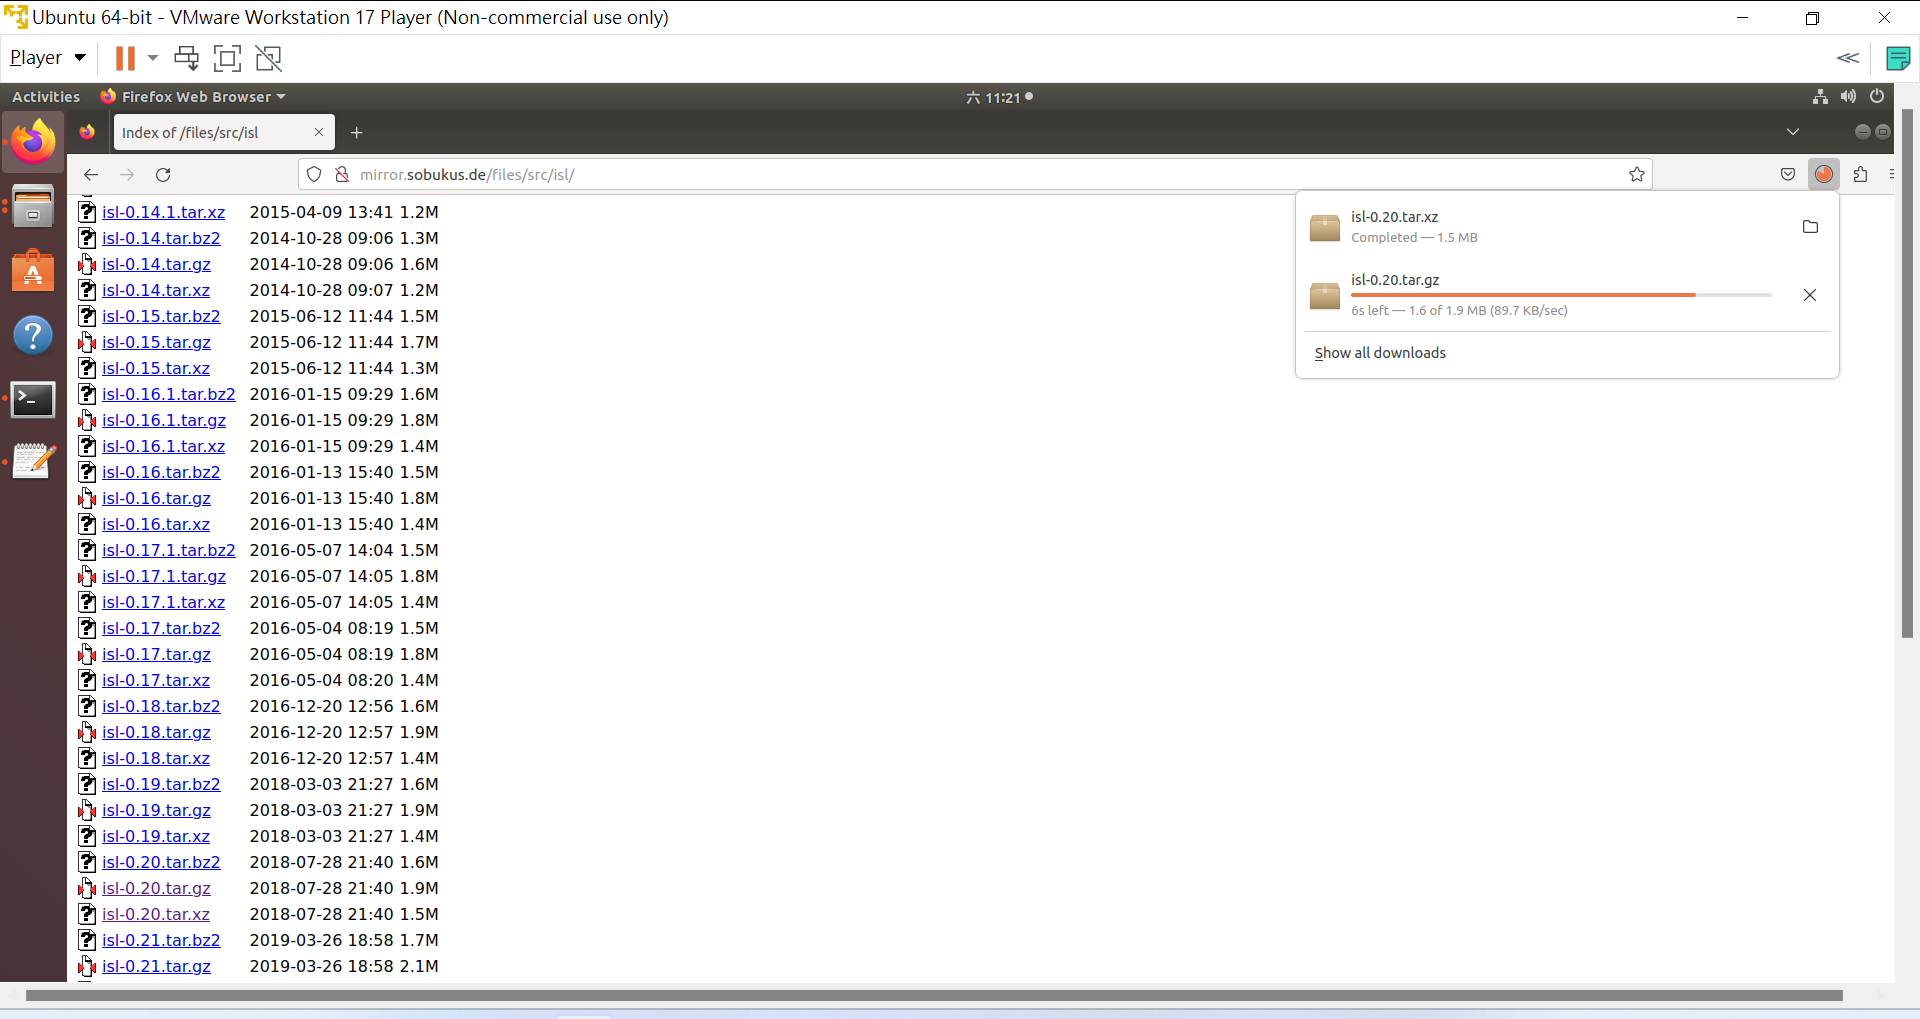 Ubuntu 64-bit - VMware Workstation 17 Player (Non-commercial use only)
Player
Activities Firefox Web Browser 六 11:21
Index of /files/src/isl
mirror.sobukus.de/files/src/isl/
isl-0.20.tar.xz
Completed — 1.5 MB
isl-0.20.tar.gz
6s left — 1.6 of 1.9 MB (89.7 KB/sec)
Show all downloads
isl-0.14.1.tar.xz 2015-04-09 13:41 1.2M
isl-0.14.tar.bz2 2014-10-28 09:06 1.3M
isl-0.14.tar.gz 2014-10-28 09:06 1.6M
isl-0.14.tar.xz 2014-10-28 09:07 1.2M
isl-0.15.tar.bz2 2015-06-12 11:44 1.5M
isl-0.15.tar.gz 2015-06-12 11:44 1.7M
isl-0.15.tar.xz 2015-06-12 11:44 1.3M
isl-0.16.1.tar.bz2 2016-01-15 09:29 1.6M
isl-0.16.1.tar.gz 2016-01-15 09:29 1.8M
isl-0.16.1.tar.xz 2016-01-15 09:29 1.4M
isl-0.16.tar.bz2 2016-01-13 15:40 1.5M
isl-0.16.tar.gz 2016-01-13 15:40 1.8M
isl-0.16.tar.xz 2016-01-13 15:40 1.4M
isl-0.17.1.tar.bz2 2016-05-07 14:04 1.5M
isl-0.17.1.tar.gz 2016-05-07 14:05 1.8M
isl-0.17.1.tar.xz 2016-05-07 14:05 1.4M
isl-0.17.tar.bz2 2016-05-04 08:19 1.5M
isl-0.17.tar.gz 2016-05-04 08:19 1.8M
isl-0.17.tar.xz 2016-05-04 08:20 1.4M
isl-0.18.tar.bz2 2016-12-20 12:56 1.6M
isl-0.18.tar.gz 2016-12-20 12:57 1.9M
isl-0.18.tar.xz 2016-12-20 12:57 1.4M
isl-0.19.tar.bz2 2018-03-03 21:27 1.6M
isl-0.19.tar.gz 2018-03-03 21:27 1.9M
isl-0.19.tar.xz 2018-03-03 21:27 1.4M
isl-0.20.tar.bz2 2018-07-28 21:40 1.6M
isl-0.20.tar.gz 2018-07-28 21:40 1.9M
isl-0.20.tar.xz 2018-07-28 21:40 1.5M
isl-0.21.tar.bz2 2019-03-26 18:58 1.7M
isl-0.21.tar.gz 2019-03-26 18:58 2.1M